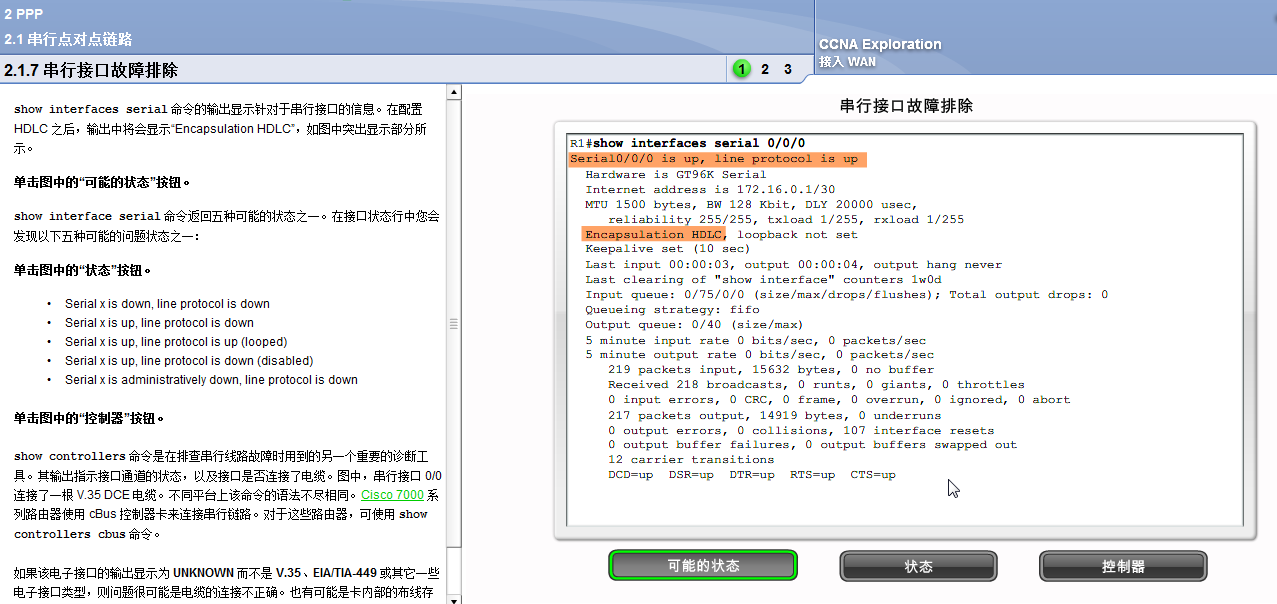 2 PPP
2.1 串行点对点链路
CCNA Exploration
接入 WAN
2.1.7 串行接口故障排除
1 2 3
show interfaces serial 命令的输出显示针对于串行接口的信息。在配置
HDLC 之后，输出中将会显示“Encapsulation HDLC”，如图中突出显示部分所
示。
单击图中的“可能的状态”按钮。
show interface serial 命令返回五种可能的状态之一。在接口状态行中您会
发现以下五种可能的问题状态之一：
单击图中的“状态”按钮。
• Serial x is down, line protocol is down
• Serial x is up, line protocol is down
• Serial x is up, line protocol is up (looped)
• Serial x is up, line protocol is down (disabled)
• Serial x is administratively down, line protocol is down
单击图中的“控制器”按钮。
show controllers 命令是在排查串行线路故障时用到的另一个重要的诊断工
具。其输出指示接口通道的状态，以及接口是否连接了电缆。图中，串行接口 0/0
连接了一根 V.35 DCE 电缆。不同平台上该命令的语法不尽相同。Cisco 7000 系
列路由器使用 cBus 控制器卡来连接串行链路。对于这些路由器，可使用 show
controllers cbus 命令。
如果该电子接口的输出显示为 UNKNOWN 而不是 V.35、EIA/TIA-449 或其它一些
电子接口类型，则问题很可能是电缆的连接不正确。也有可能是卡内部的布线存
串行接口故障排除
R1#show interfaces serial 0/0/0
Serial0/0/0 is up, line protocol is up
Hardware is GT96K Serial
Internet address is 172.16.0.1/30
MTU 1500 bytes, BW 128 Kbit, DLY 20000 usec,
reliability 255/255, txload 1/255, rxload 1/255
Encapsulation HDLC, loopback not set
Keepalive set (10 sec)
Last input 00:00:03, output 00:00:04, output hang never
Last clearing of "show interface" counters 1w0d
Input queue: 0/75/0/0 (size/max/drops/flushes); Total output drops: 0
Queueing strategy: fifo
Output queue: 0/40 (size/max)
5 minute input rate 0 bits/sec, 0 packets/sec
5 minute output rate 0 bits/sec, 0 packets/sec
219 packets input, 15632 bytes, 0 no buffer
Received 218 broadcasts, 0 runts, 0 giants, 0 throttles
0 input errors, 0 CRC, 0 frame, 0 overrun, 0 ignored, 0 abort
217 packets output, 14919 bytes, 0 underruns
0 output errors, 0 collisions, 107 interface resets
0 output buffer failures, 0 output buffers swapped out
12 carrier transitions
DCD=up DSR=up DTR=up RTS=up CTS=up
可能的状态
状态
控制器